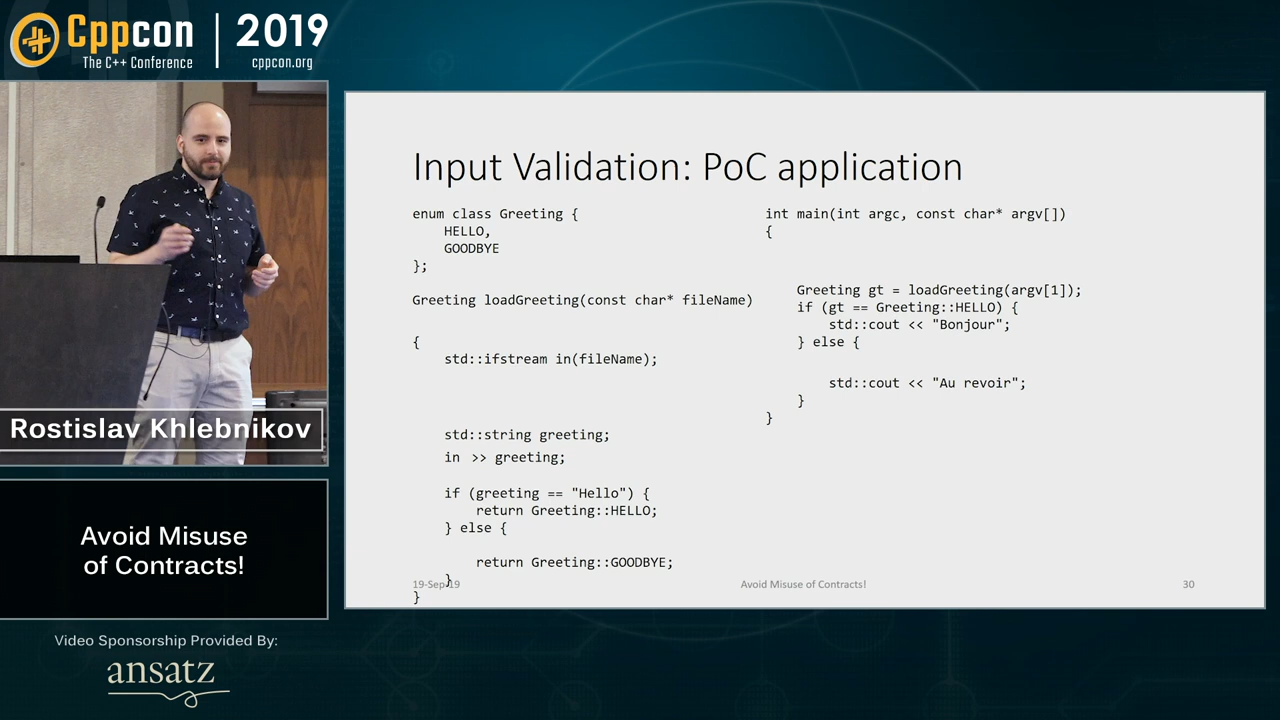 Cppcon
The C++ Conference
2019
cppcon.org
Rostislav Khlebnikov
Avoid Misuse
of Contracts!
Video Sponsorship Provided By:
ansatz
Input Validation: PoC application
enum class Greeting {
    HELLO,
    GOODBYE
};
Greeting loadGreeting(const char* fileName)
{
    std::ifstream in(fileName);
    std::string greeting;
    in >> greeting;
    if (greeting == "Hello") {
        return Greeting::HELLO;
    } else {
        return Greeting::GOODBYE;
    }
}
int main(int argc, const char* argv[])
{
    Greeting gt = loadGreeting(argv[1]);
    if (gt == Greeting::HELLO) {
        std::cout << "Bonjour";
    } else {
        std::cout << "Au revoir";
    }
}
19-Sep-19
Avoid Misuse of Contracts!
30